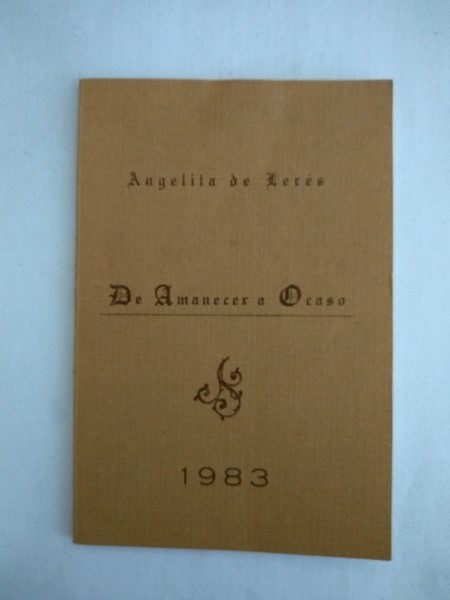 Angelita de Lerés
De Amanecer a Ocaso
1983